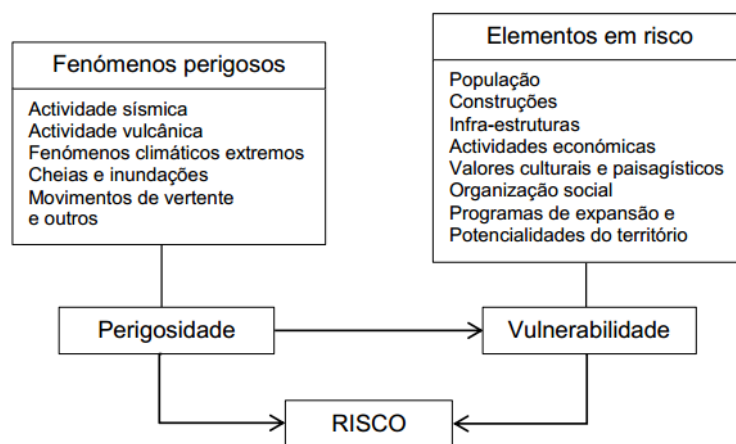 Fenómenos perigosos
Actividade sísmica
Actividade vulcânica
Fenómenos climáticos extremos
Cheias e inundações
Movimentos de vertente
e outros
Elementos em risco
População
Construções
Infra-estruturas
Actividades económicas
Valores culturais e paisagísticos
Organização social
Programas de expansão e
Potencialidades do território
Perigosidade
Vulnerabilidade
RISCO